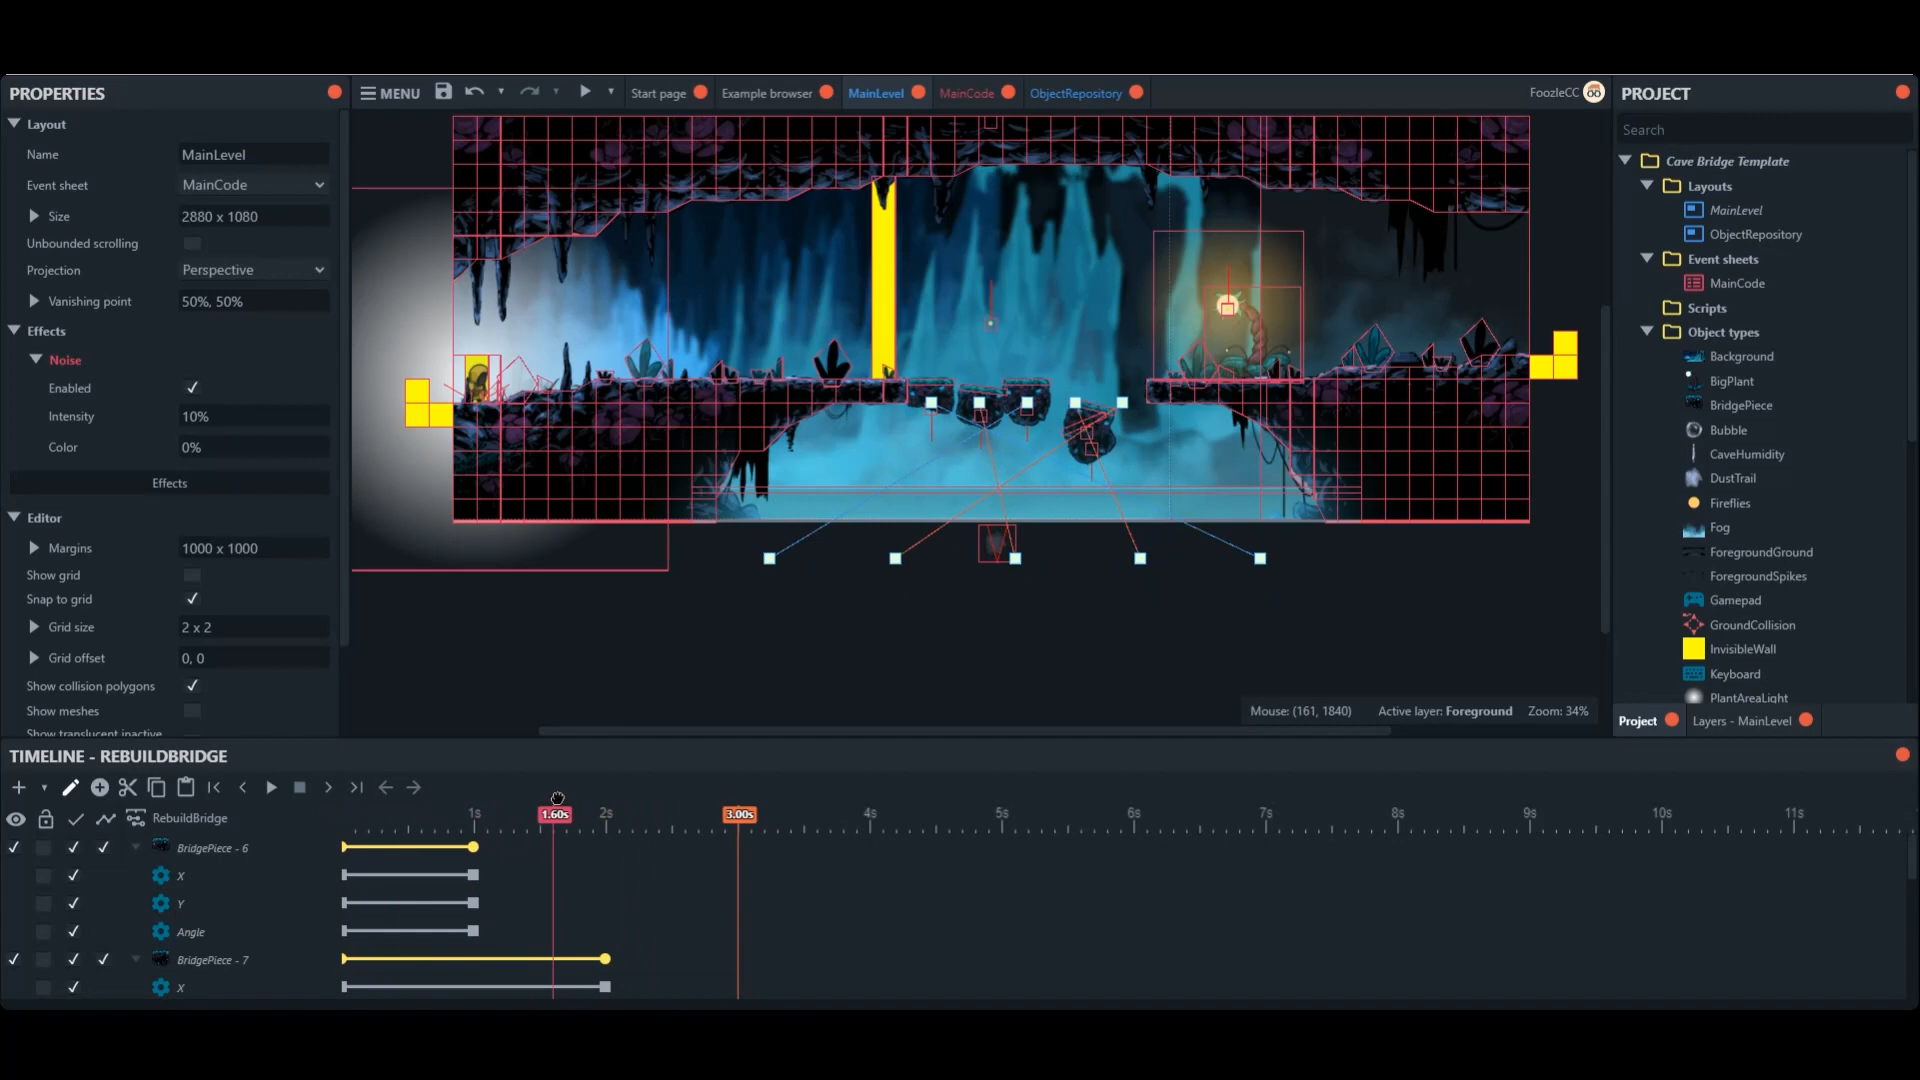 PROPERTIES
MENU
Start page
Example browser
MainLevel
MainCode
ObjectRepository
FoozleCC
PROJECT
Layout
Name
MainLevel
Event sheet
MainCode
Size
2880 x 1080
Unbounded scrolling
Projection
Perspective
Vanishing point
50%, 50%
Effects
Noise
Enabled
Intensity
10%
Color
0%
Effects
Editor
Margins
1000 x 1000
Show grid
Snap to grid
Grid size
2 x 2
Grid offset
0, 0
Show collision polygons
Show meshes
Show translucent inactive
Mouse: (161, 1840)
Active layer: Foreground
Zoom: 34%
Search
Cave Bridge Template
Layouts
MainLevel
ObjectRepository
Event sheets
MainCode
Scripts
Object types
Background
BigPlant
BridgePiece
Bubble
CaveHumidity
DustTrail
Fireflies
Fog
ForegroundGround
ForegroundSpikes
Gamepad
GroundCollision
InvisibleWall
Keyboard
PlantAreaLight
Project
Layers - MainLevel
TIMELINE - REBUILDBRIDGE
RebuildBridge
1s
1.60s
2s
3.00s
4s
5s
6s
7s
8s
9s
10s
11s
BridgePiece - 6
X
Y
Angle
BridgePiece - 7
X